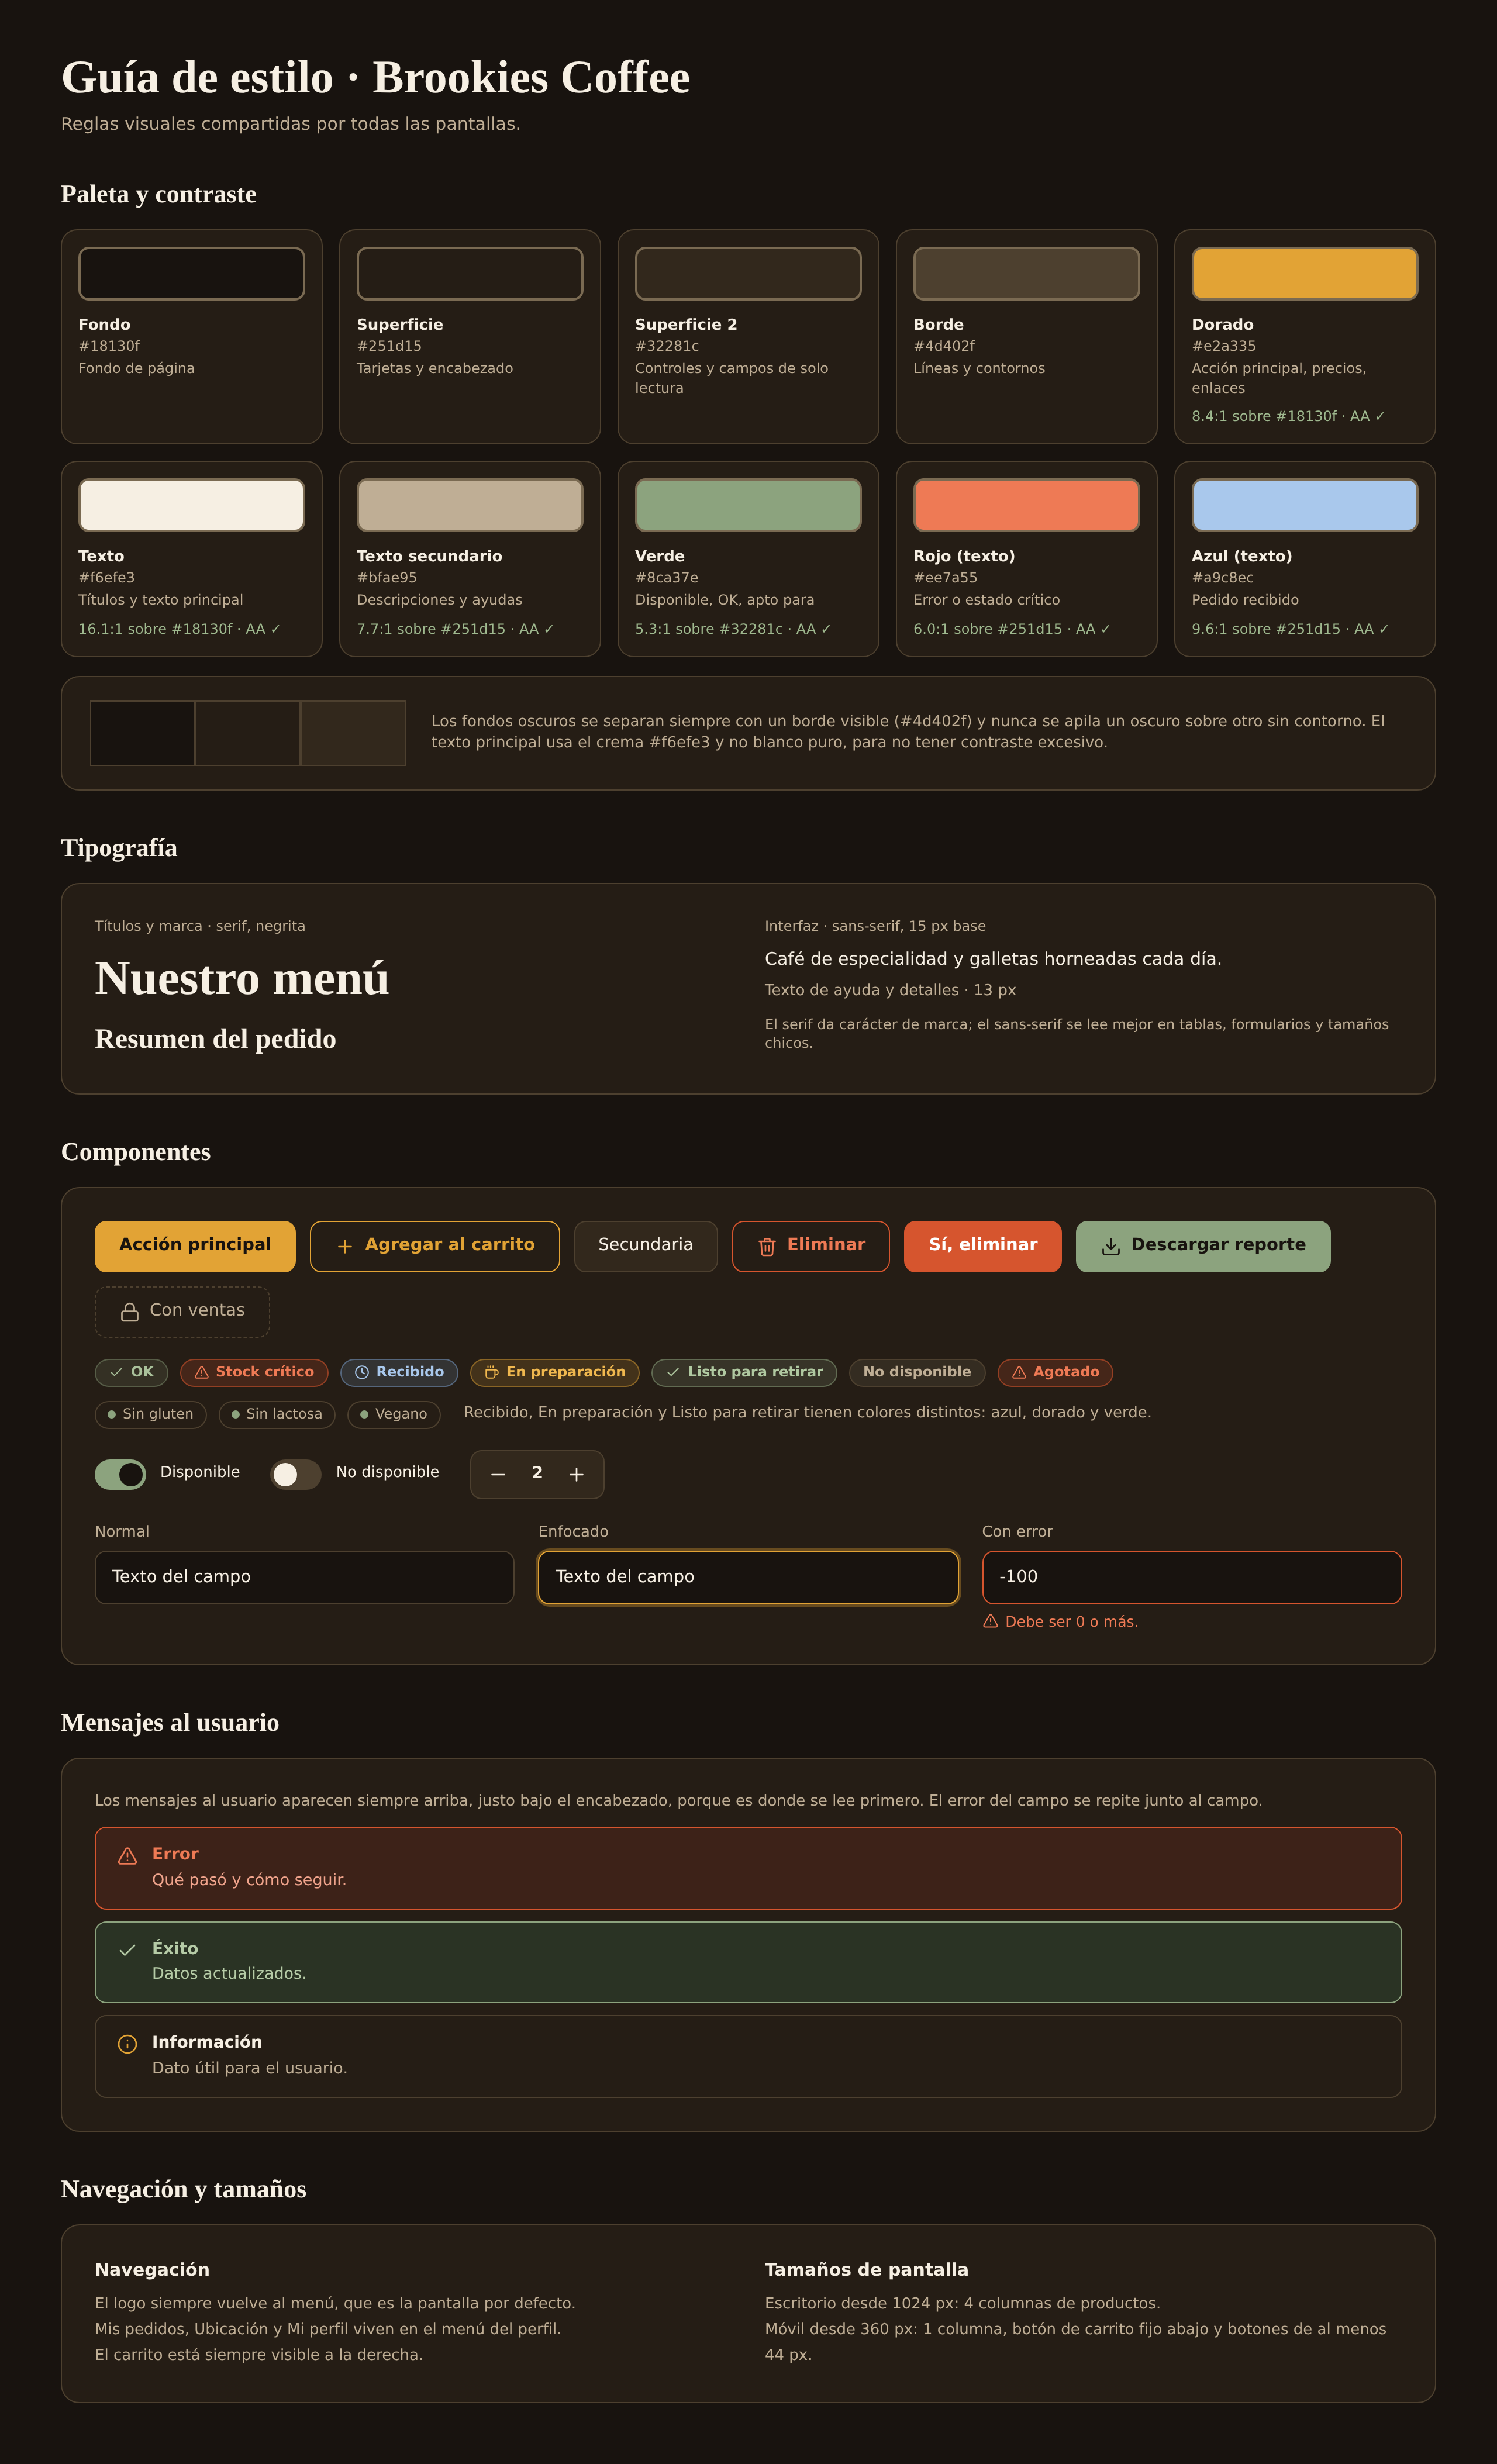 Guía de estilo · Brookies Coffee
Reglas visuales compartidas por todas las pantallas.
Paleta y contraste
Fondo
#18130f
Fondo de página
Superficie
#251d15
Tarjetas y encabezado
Superficie 2
#32281c
Controles y campos de solo
lectura
Borde
#4d402f
Líneas y contornos
Dorado
#e2a335
Acción principal, precios,
enlaces
8.4:1 sobre #18130f · AA ✓
Texto
#f6efe3
Títulos y texto principal
16.1:1 sobre #18130f · AA ✓
Texto secundario
#bfae95
Descripciones y ayudas
7.7:1 sobre #251d15 · AA ✓
Verde
#8ca37e
Disponible, OK, apto para
5.3:1 sobre #32281c · AA ✓
Rojo (texto)
#ee7a55
Error o estado crítico
6.0:1 sobre #251d15 · AA ✓
Azul (texto)
#a9c8ec
Pedido recibido
9.6:1 sobre #251d15 · AA ✓
Los fondos oscuros se separan siempre con un borde visible (#4d402f) y nunca se apila un oscuro sobre otro sin contorno. El
texto principal usa el crema #f6efe3 y no blanco puro, para no tener contraste excesivo.
Tipografía
Títulos y marca · serif, negrita
Nuestro menú
Resumen del pedido
Interfaz · sans-serif, 15 px base
Café de especialidad y galletas horneadas cada día.
Texto de ayuda y detalles · 13 px
El serif da carácter de marca; el sans-serif se lee mejor en tablas, formularios y tamaños
chicos.
Componentes
Acción principal
Agregar al carrito
Secundaria
Eliminar
Sí, eliminar
Descargar reporte
Con ventas
OK
Stock crítico
Recibido
En preparación
Listo para retirar
No disponible
Agotado
Sin gluten
Sin lactosa
Vegano
Recibido, En preparación y Listo para retirar tienen colores distintos: azul, dorado y verde.
Disponible
No disponible
− 2 +
Normal
Texto del campo
Enfocado
Texto del campo
Con error
-100
Debe ser 0 o más.
Mensajes al usuario
Los mensajes al usuario aparecen siempre arriba, justo bajo el encabezado, porque es donde se lee primero. El error del campo se repite junto al campo.
Error
Qué pasó y cómo seguir.
Éxito
Datos actualizados.
Información
Dato útil para el usuario.
Navegación y tamaños
Navegación
El logo siempre vuelve al menú, que es la pantalla por defecto.
Mis pedidos, Ubicación y Mi perfil viven en el menú del perfil.
El carrito está siempre visible a la derecha.
Tamaños de pantalla
Escritorio desde 1024 px: 4 columnas de productos.
Móvil desde 360 px: 1 columna, botón de carrito fijo abajo y botones de al menos
44 px.